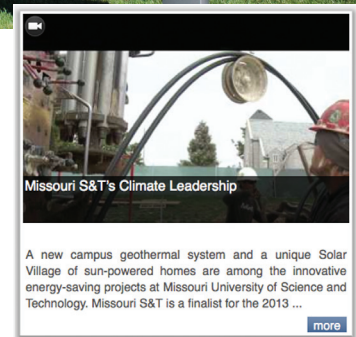 Missouri S&T's Climate Leadership
A new campus geothermal system and a unique Solar
Village of sun-powered homes are among the innovative
energy-saving projects at Missouri University of Science and
Technology. Missouri S&T is a finalist for the 2013 ...
more